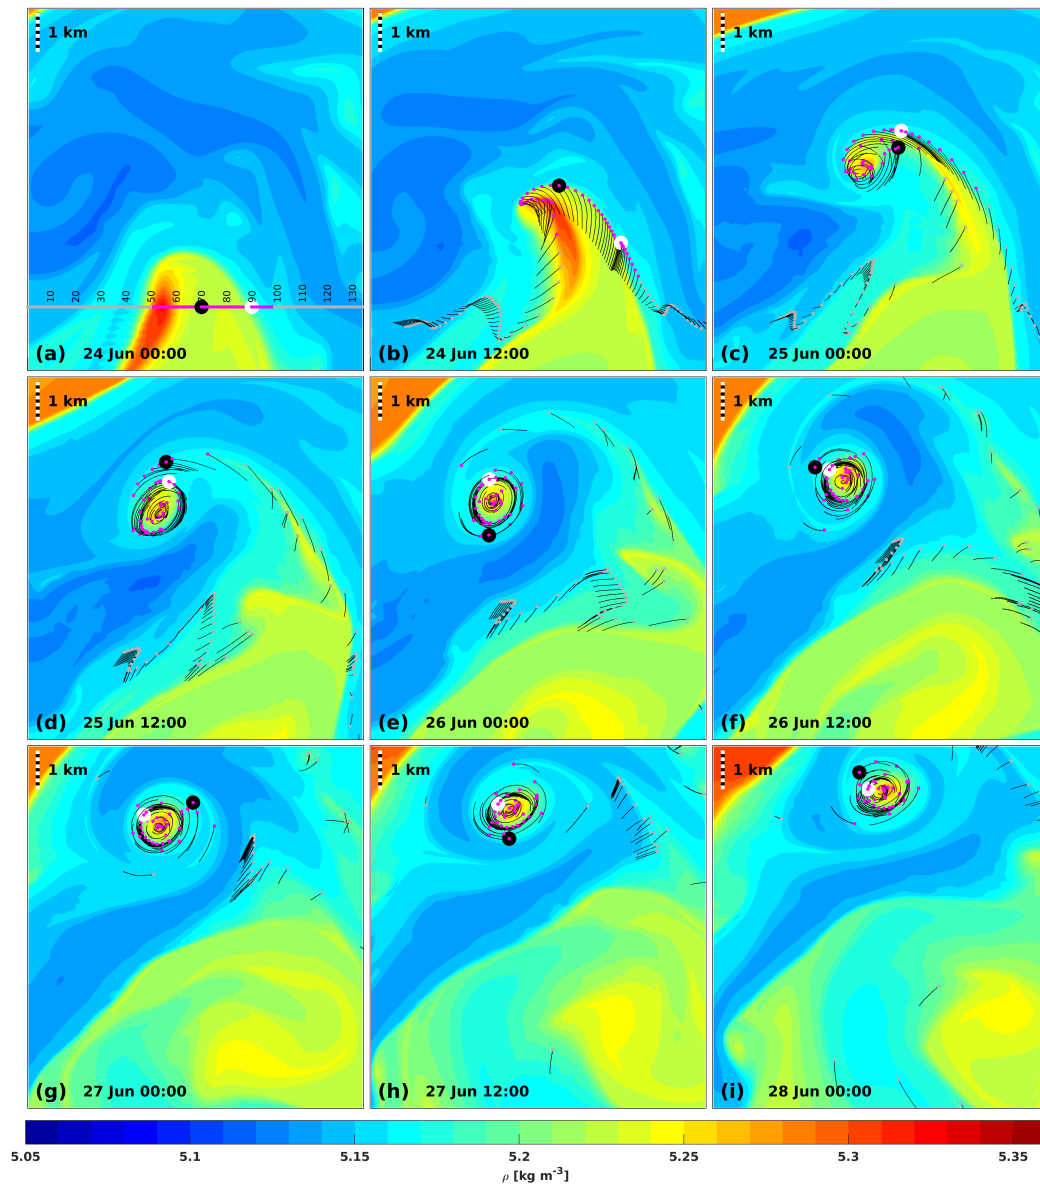 1 km
1 km
1 km
10 20 30 40 50 60 70 80 90 100 110 120 130
(a) 24 Jun 00:00
(b) 24 Jun 12:00
(c) 25 Jun 00:00
1 km
1 km
1 km
(d) 25 Jun 12:00
(e) 26 Jun 00:00
(f) 26 Jun 12:00
1 km
1 km
1 km
(g) 27 Jun 00:00
(h) 27 Jun 12:00
(i) 28 Jun 00:00
5.05 5.1 5.15 5.2 5.25 5.3 5.35
ρ [kg m⁻³]